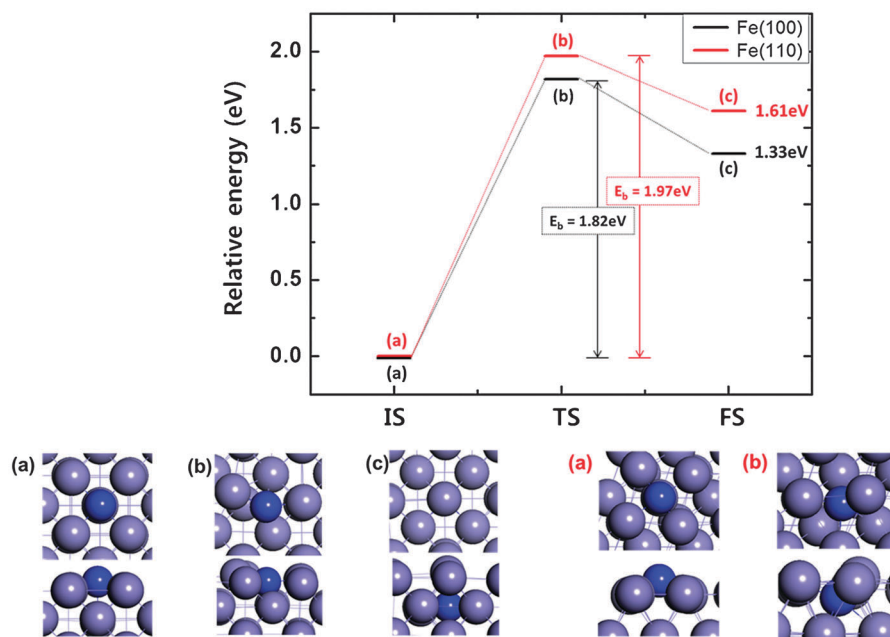 Fe(100)
Fe(110)
Relative energy (eV)
2.0
1.5
1.0
0.5
0.0
(b)
(b)
(c)
1.61eV
1.33eV
(c)
E_b = 1.97eV
E_b = 1.82eV
(a)
(a)
IS TS FS
(a) (b) (c) (a) (b)